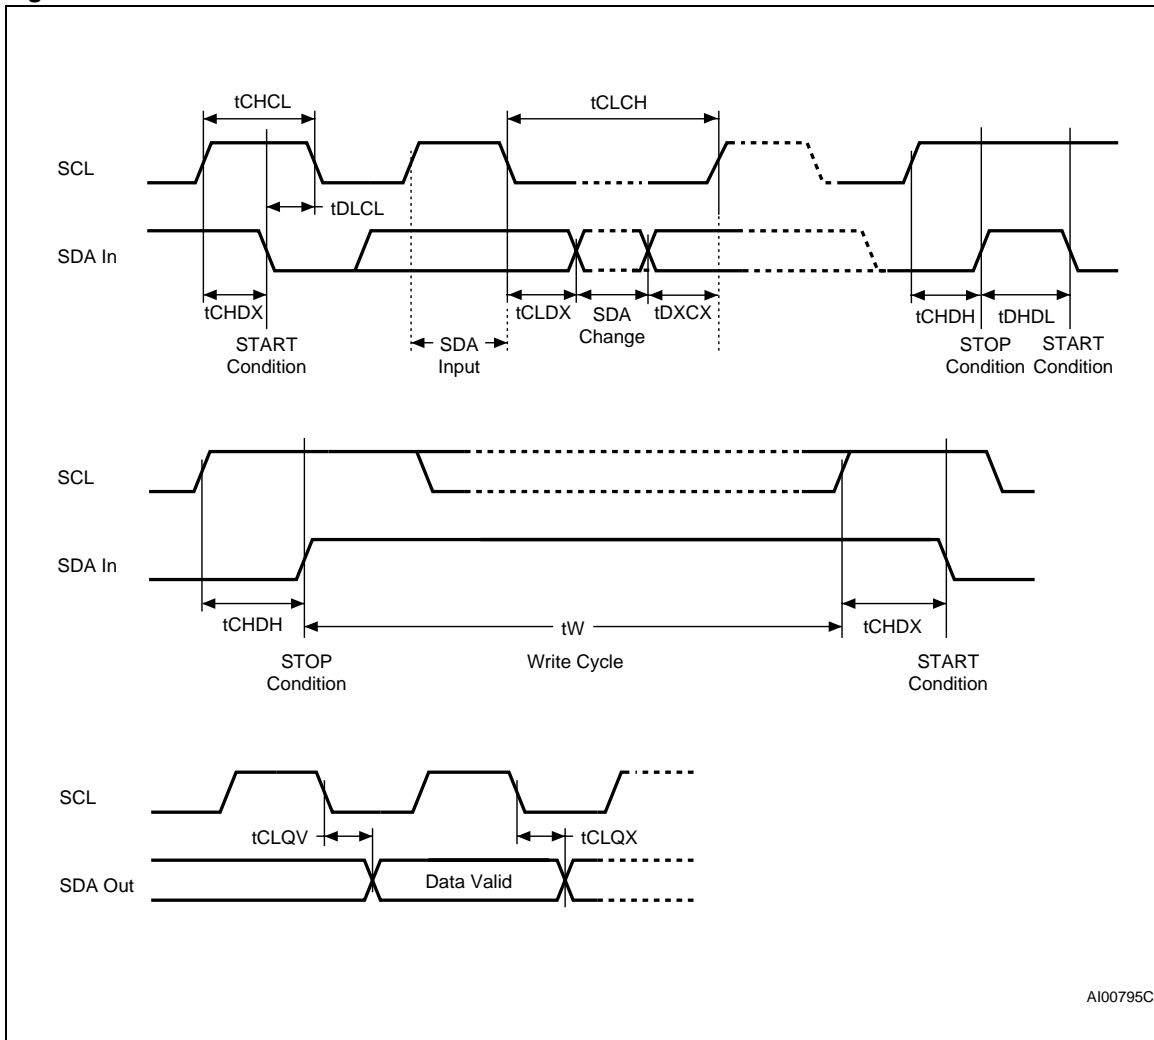 tCHCL
tCLCH
SCL
tDLCL
SDA In
tCHDX
tCLDX
SDA
Change
tDXCX
tCHDH
tDHDL
START
Condition
SDA
Input
STOP
Condition
START
Condition
SCL
SDA In
tCHDH
tW
tCHDX
STOP
Condition
Write Cycle
START
Condition
SCL
tCLQV
tCLQX
SDA Out
Data Valid
AI00795C